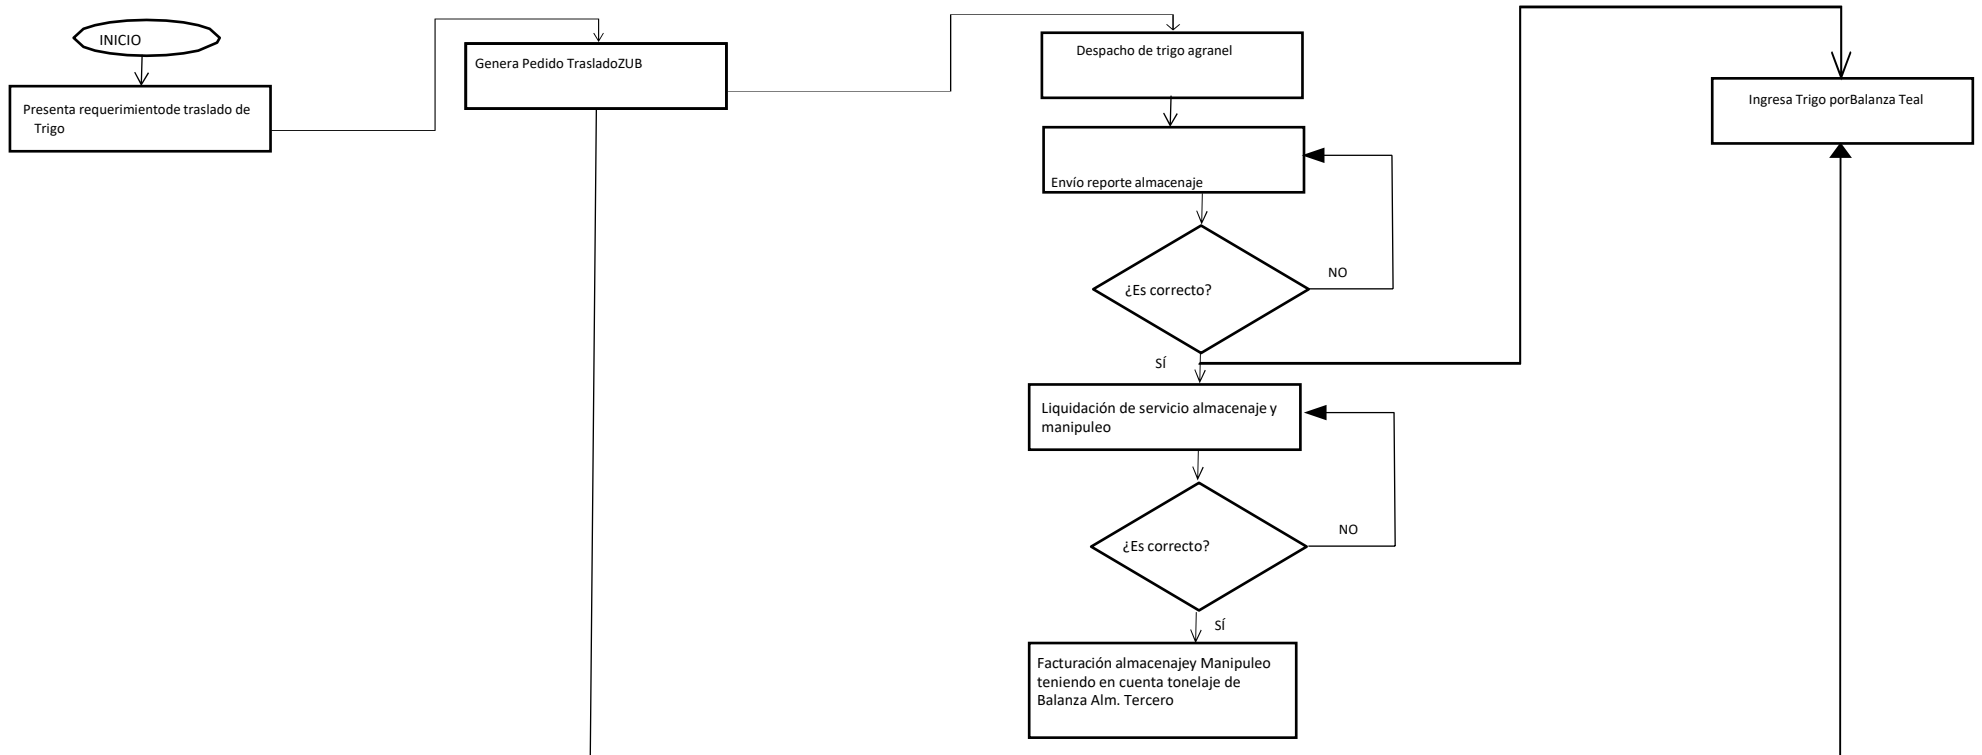 INICIO
Presenta requerimientode traslado de
Trigo
Genera Pedido TrasladoZUB
Despacho de trigo agranel
Envío reporte almacenaje
¿Es correcto?
NO
SÍ
Liquidación de servicio almacenaje y
manipuleo
¿Es correcto?
NO
SÍ
Facturación almacenajey Manipuleo
teniendo en cuenta tonelaje de
Balanza Alm. Tercero
Ingresa Trigo porBalanza Teal